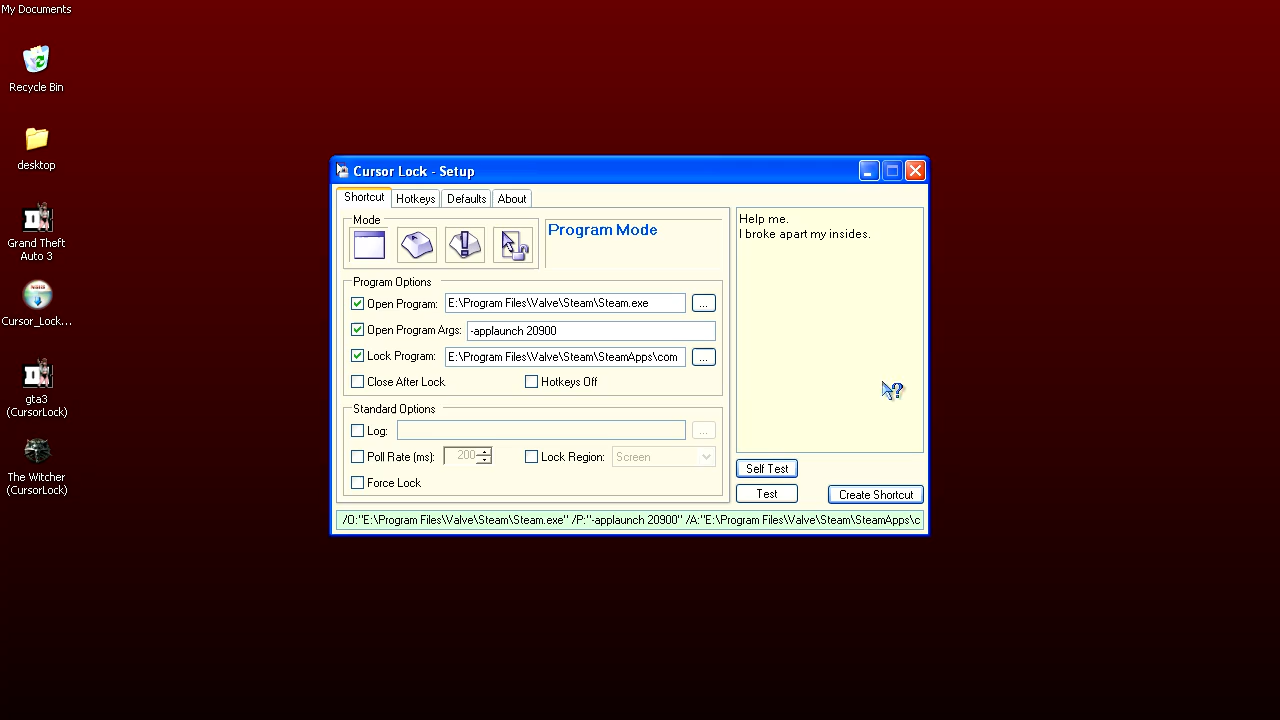 My Documents
Recycle Bin
desktop
Grand Theft
Auto 3
Cursor_Lock...
gta3
(CursorLock)
The Witcher
(CursorLock)
Cursor Lock - Setup
Shortcut Hotkeys Defaults About
Mode
Program Mode
Program Options
Open Program: E:\Program Files\Valve\Steam\Steam.exe ...
Open Program Args: -applaunch 20900
Lock Program: E:\Program Files\Valve\Steam\SteamApps\com ...
Close After Lock Hotkeys Off
Standard Options
Log: ...
Poll Rate (ms): 200 Lock Region: Screen
Force Lock
Help me.
I broke apart my insides.
Self Test
Test Create Shortcut
/O:"E:\Program Files\Valve\Steam\Steam.exe" /P:"-applaunch 20900" /A:"E:\Program Files\Valve\Steam\SteamApps\c